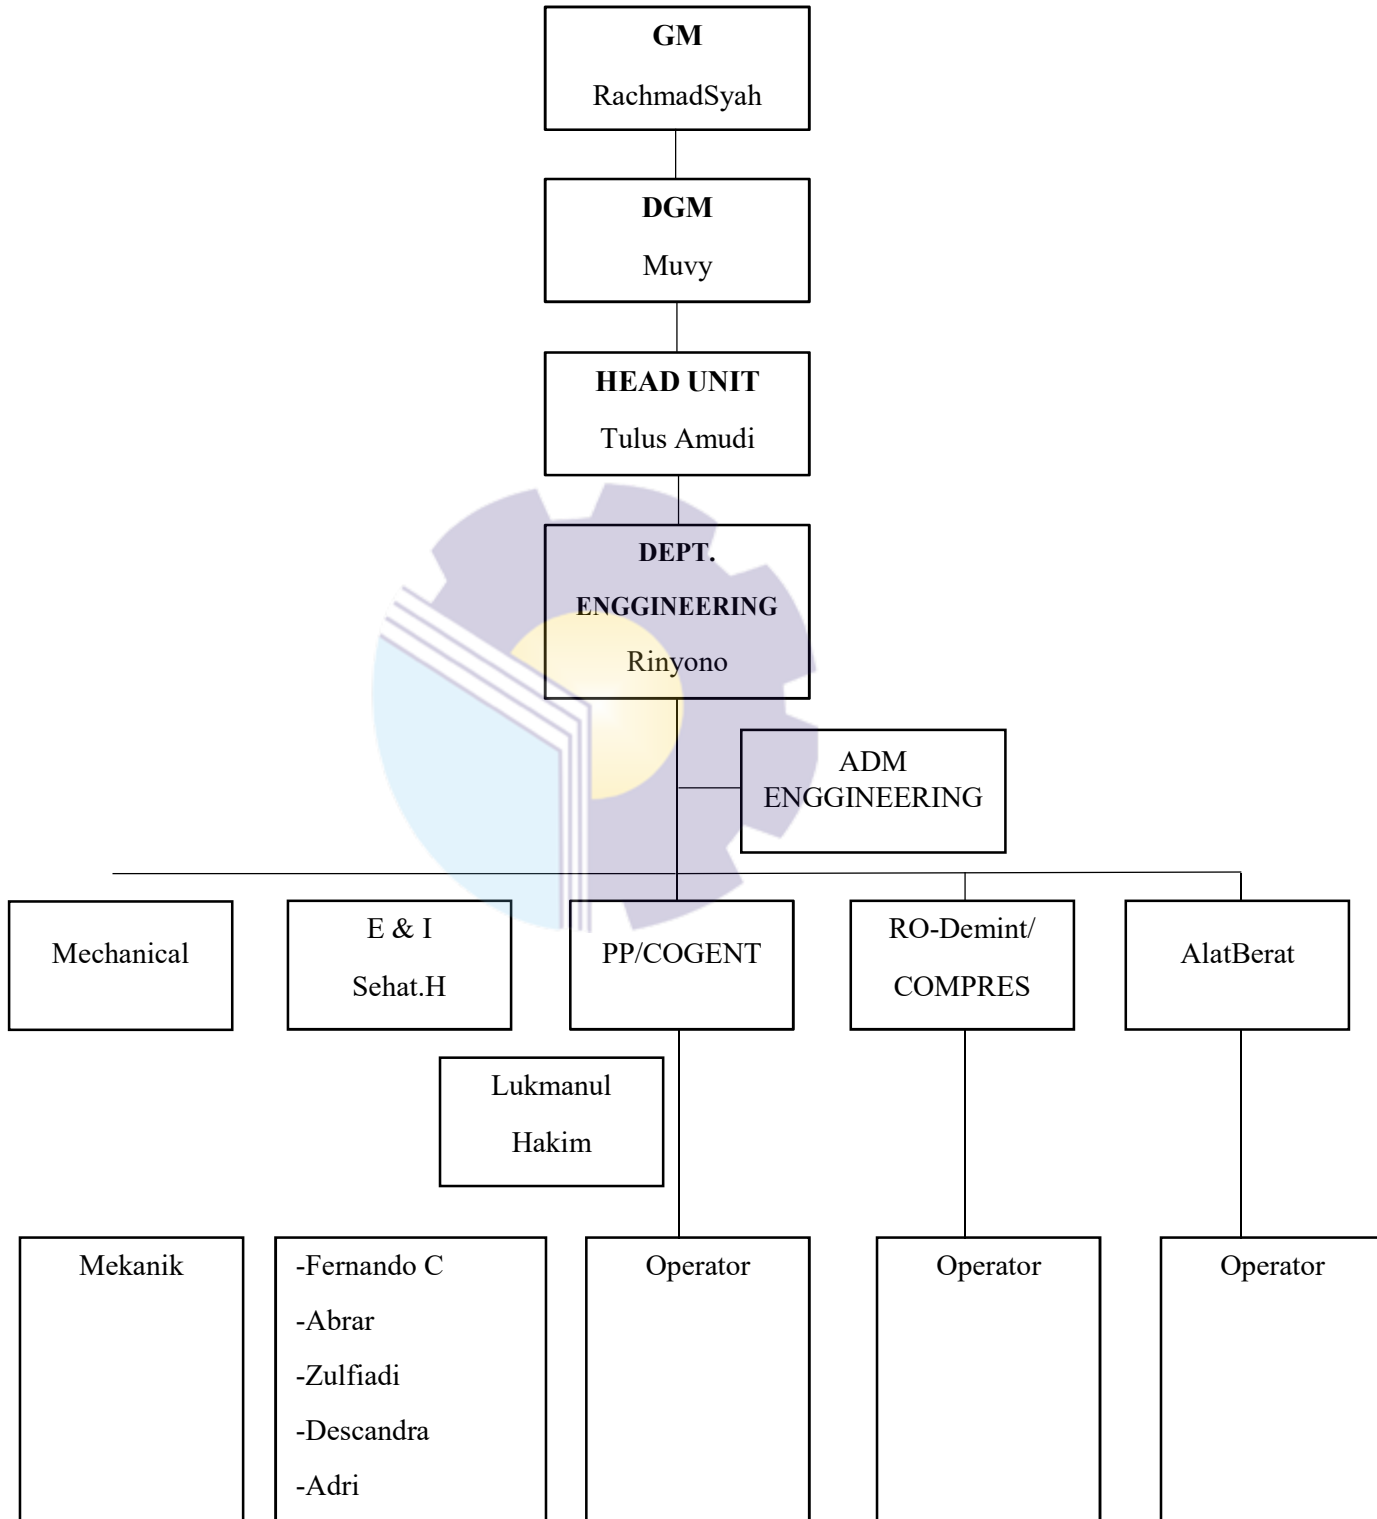 GM
RachmadSyah
DGM
Muvy
HEAD UNIT
Tulus Amudi
DEPT.
ENGGINEERING
Rinyono
ADM
ENGGINEERING
Mechanical
E & I
Sehat.H
PP/COGENT
RO-Demint/
COMPRES
AlatBerat
Lukmanul
Hakim
Mekanik
-Fernando C
-Abrar
-Zulfiadi
-Descandra
-Adri
Operator
Operator
Operator